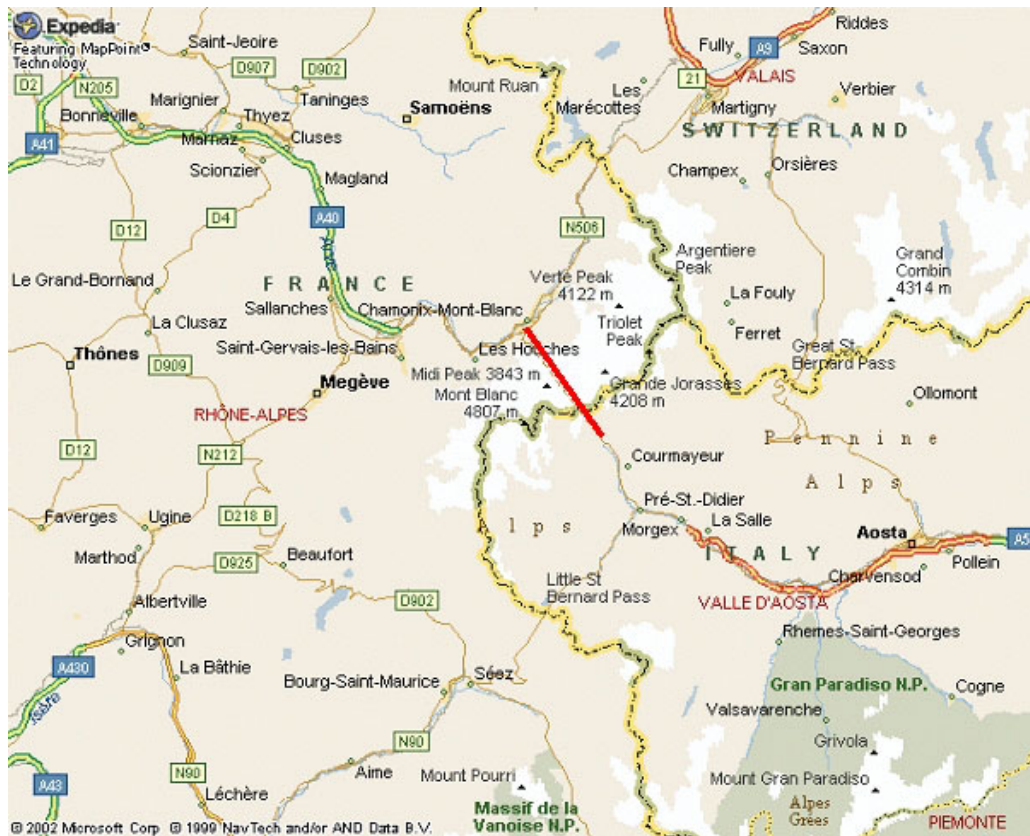 Expedia
Featuring MapPoint
Technology
D2
N205
A41
Saint-Jeoire
D907
D902
Taninges
Marignier
Bonneville
Thyez
Marnaz
Cluses
Scionzier
Magland
Samoëns
Mount Ruan
Les
Marécottes
Fully
A9
Riddes
Saxon
21
VALAIS
Martigny
Verbier
SWITZERLAND
Champex
Orsières
D12
D4
A40
Arve
N506
Le Grand-Bornand
FRANCE
Sallanches
Chamonix-Mont-Blanc
Verte Peak
4122 m
Argentiere
Peak
Grand
Combin
4314 m
La Fouly
Ferret
Triolet
Peak
La Clusaz
Thônes
D909
Saint-Gervais-les-Bains
Les Houches
Megève
Midi Peak 3843 m
Mont Blanc
4807 m
Grande Jorasses
4208 m
Great St
Bernard Pass
Ollomont
RHÔNE-ALPES
Pennine
Alps
D12
N212
Courmayeur
D218 B
Faverges
Ugine
Alps
Pré-St.-Didier
Morgex
La Salle
Aosta
A5
Marthod
D925
Beaufort
ITALY
Pollein
Charvensod
Little St
Bernard Pass
VALLE D'AOSTA
Albertville
D902
Grignon
Rhemes-Saint-Georges
A430
La Bâthie
Séez
Bourg-Saint-Maurice
Gran Paradiso N.P.
Cogne
Isère
Valsavarenche
N90
Grivola
A43
N90
Aime
Mount Pourri
Mount Gran Paradiso
Léchère
Massif de la
Vanoise N.P.
Alpes
Grées
PIEMONTE
© 2002 Microsoft Corp © 1999 NavTech and/or AND Data B.V.